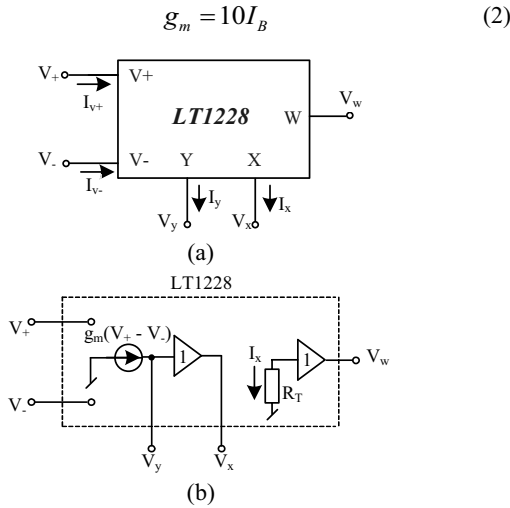 g_m = 10I_B (2)
V+ V+
I_v+
LT1228
W V_w
V- V-
I_v-
Y X
I_y I_x
V_y V_x
(a)
LT1228
V+
g_m(V+ - V-)
1
I_x
1
V_w
R_T
V-
V_y V_x
(b)